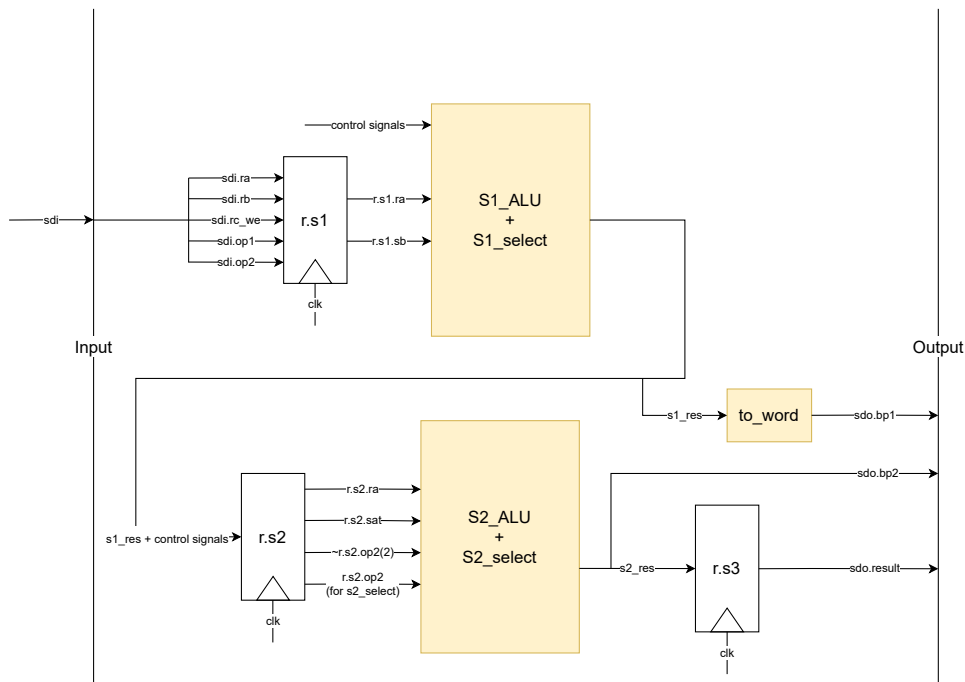 control signals
sdi.ra
sdi.rb
sdi
sdi.rc_we
sdi.op1
sdi.op2
r.s1
clk
r.s1.ra
r.s1.sb
S1_ALU
+
S1_select
Input
Output
s1_res
to_word
sdo.bp1
sdo.bp2
s1_res + control signals
r.s2
clk
r.s2.ra
r.s2.sat
~r.s2.op2(2)
r.s2.op2
(for s2_select)
S2_ALU
+
S2_select
s2_res
r.s3
clk
sdo.result